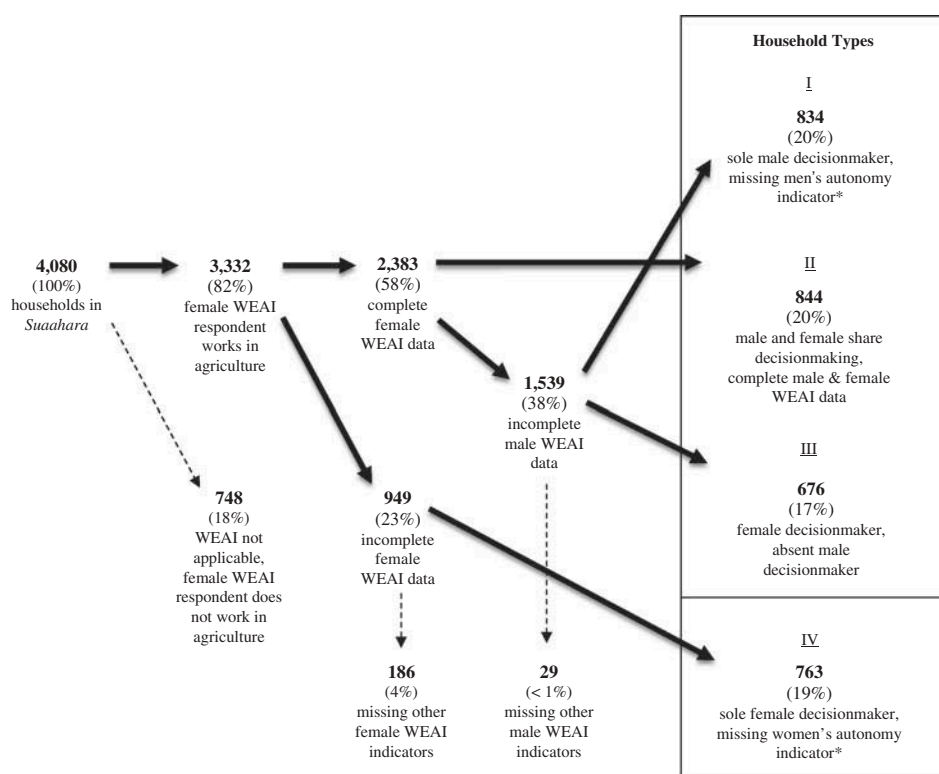 Household Types
I
834
(20%)
sole male decisionmaker,
missing men's autonomy
indicator*
4,080
(100%)
households in
Suaahara
3,332
(82%)
female WEAI
respondent
works in
agriculture
2,383
(58%)
complete
female
WEAI data
II
844
(20%)
male and female share
decisionmaking,
complete male & female
WEAI data
1,539
(38%)
incomplete
male WEAI
data
III
676
(17%)
female decisionmaker,
absent male
decisionmaker
748
(18%)
WEAI not
applicable,
female WEAI
respondent does
not work in
agriculture
949
(23%)
incomplete
female
WEAI data
186
(4%)
missing other
female WEAI
indicators
29
(< 1%)
missing other
male WEAI
indicators
IV
763
(19%)
sole female decisionmaker,
missing women's autonomy
indicator*